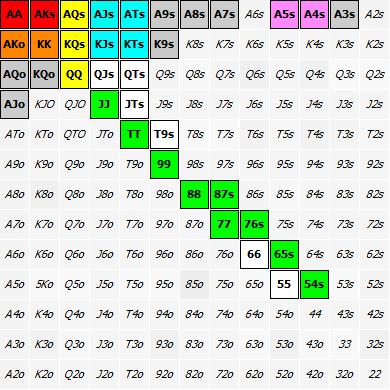 AA AKs AQs AJs ATs A9s A8s A7s A6s A5s A4s A3s A2s
AKo KK KQs KJs KTs K9s K8s K7s K6s K5s K4s K3s K2s
AQo KQo QQ QJs QTs Q9s Q8s Q7s Q6s Q5s Q4s Q3s Q2s
AJo KJO QJO JJ JTs J9s J8s J7s J6s J5s J4s J3s J2s
ATo KTo QTO JTo TT T9s T8s T7s T6s T5s T4s T3s T2s
A9o K9o Q9o J9o T9o 99 98s 97s 96s 95s 94s 93s 92s
A8o K8o Q8o J8o T8o 98o 88 87s 86s 85s 84s 83s 82s
A7o K7o Q7o J7o T7o 97o 87o 77 76s 75s 74s 73s 72s
A6o K6o Q6o J6o T6o 96o 86o 76o 66 65s 64s 63s 62s
A5o 5Ko Q5o J5o T5o 95o 85o 75o 65o 55 54s 53s 52s
A4o K4o Q4o J4o T4o 94o 84o 74o 64o 54o 44 43s 42s
A3o K3o Q3o J3o T3o 93o 83o 73o 63o 53o 43o 33 32s
A2o K2o Q2o J2o T2o 92o 82o 72o 62o 52o 42o 32o 22